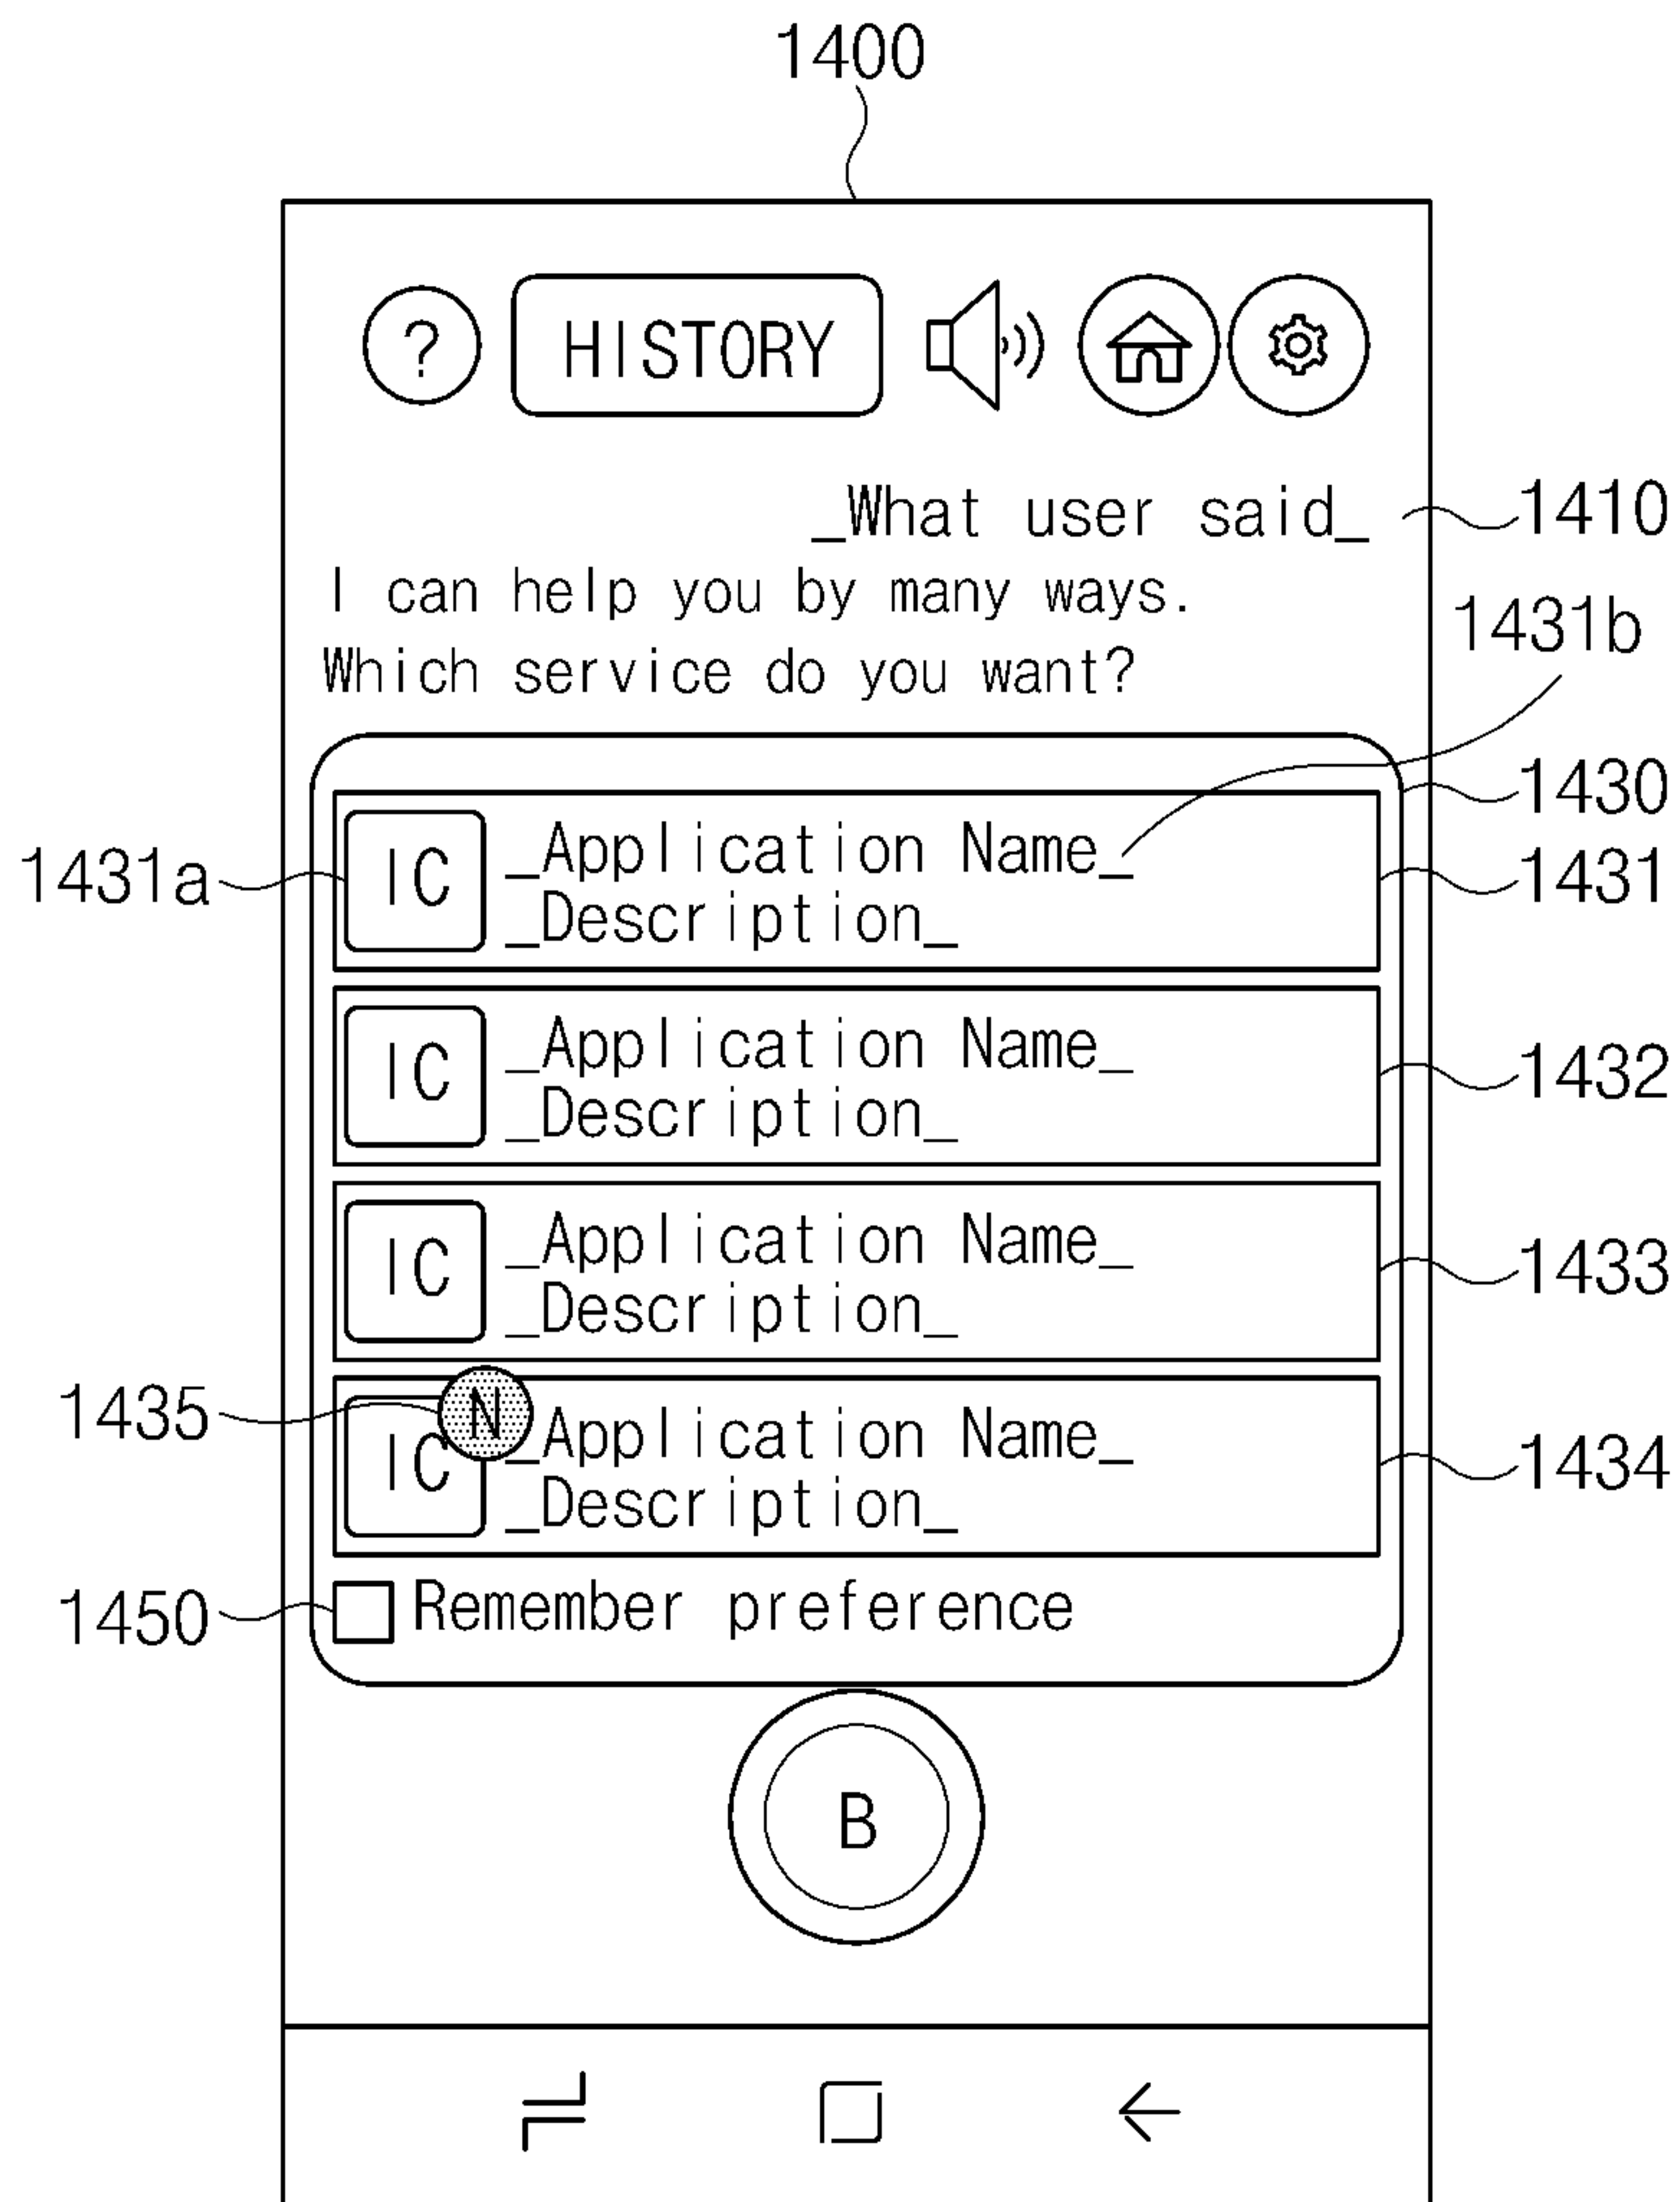 1400
? HISTORY
_What user said_ 1410
I can help you by many ways.
1431b
Which service do you want?
1430
1431a IC _Application Name_ 1431
_Description_
IC _Application Name_ 1432
_Description_
IC _Application Name_ 1433
_Description_
1435 N
IC _Application Name_ 1434
_Description_
1450 Remember preference
B